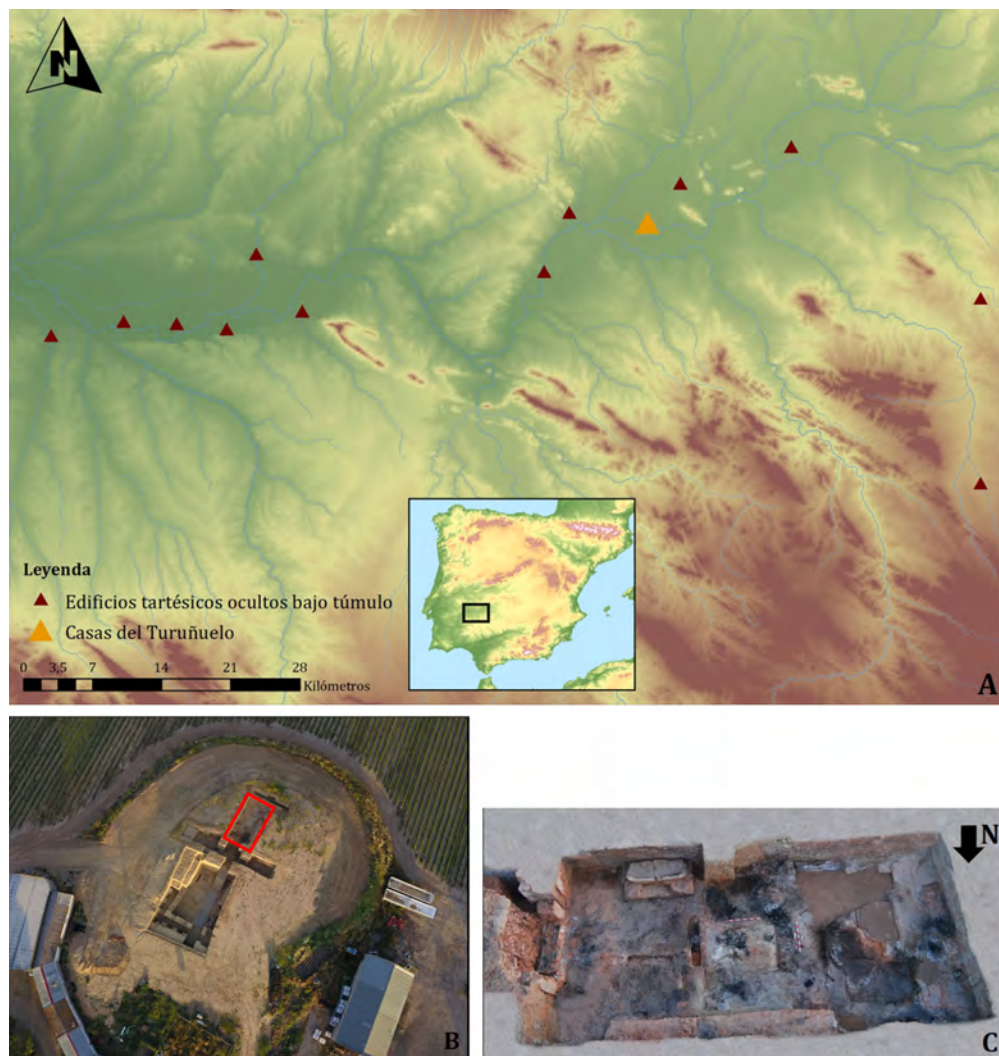 N
Leyenda
Edificios tartésicos ocultos bajo túmulo
Casas del Turuñuelo
0 3,5 7 14 21 28
Kilómetros
A
B
N
C